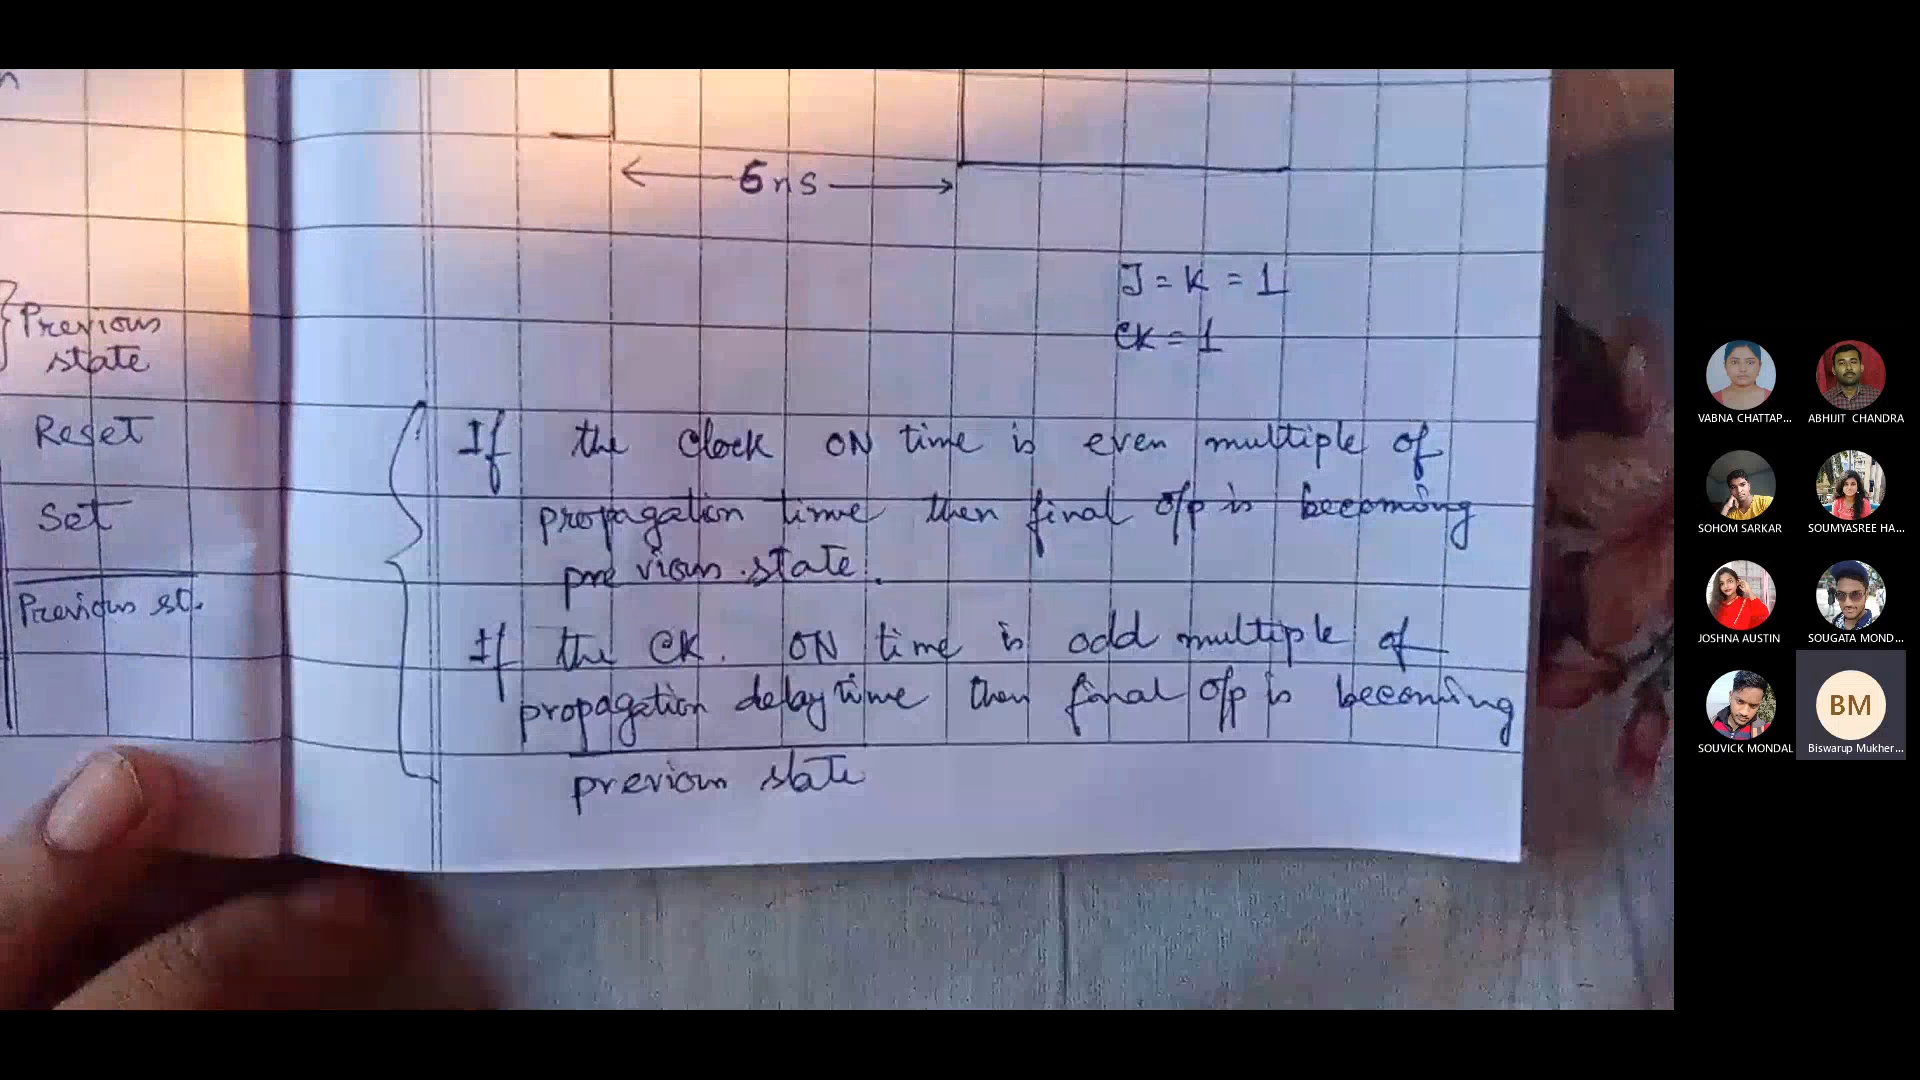 Previous
state
Reset
Set
Previous st.
6ns
J = K = 1
CK = 1
If the clock ON time is even multiple of
propagation time then final o/p is becoming
previous state.
If the CK. ON time is odd multiple of
propagation delay time then final o/p is becoming
previous state
VABNA CHATTAP...
ABHIJIT CHANDRA
SOHOM SARKAR
SOUMYASREE HA...
JOSHNA AUSTIN
SOUGATA MOND...
SOUVICK MONDAL
BM
Biswarup Mukher...